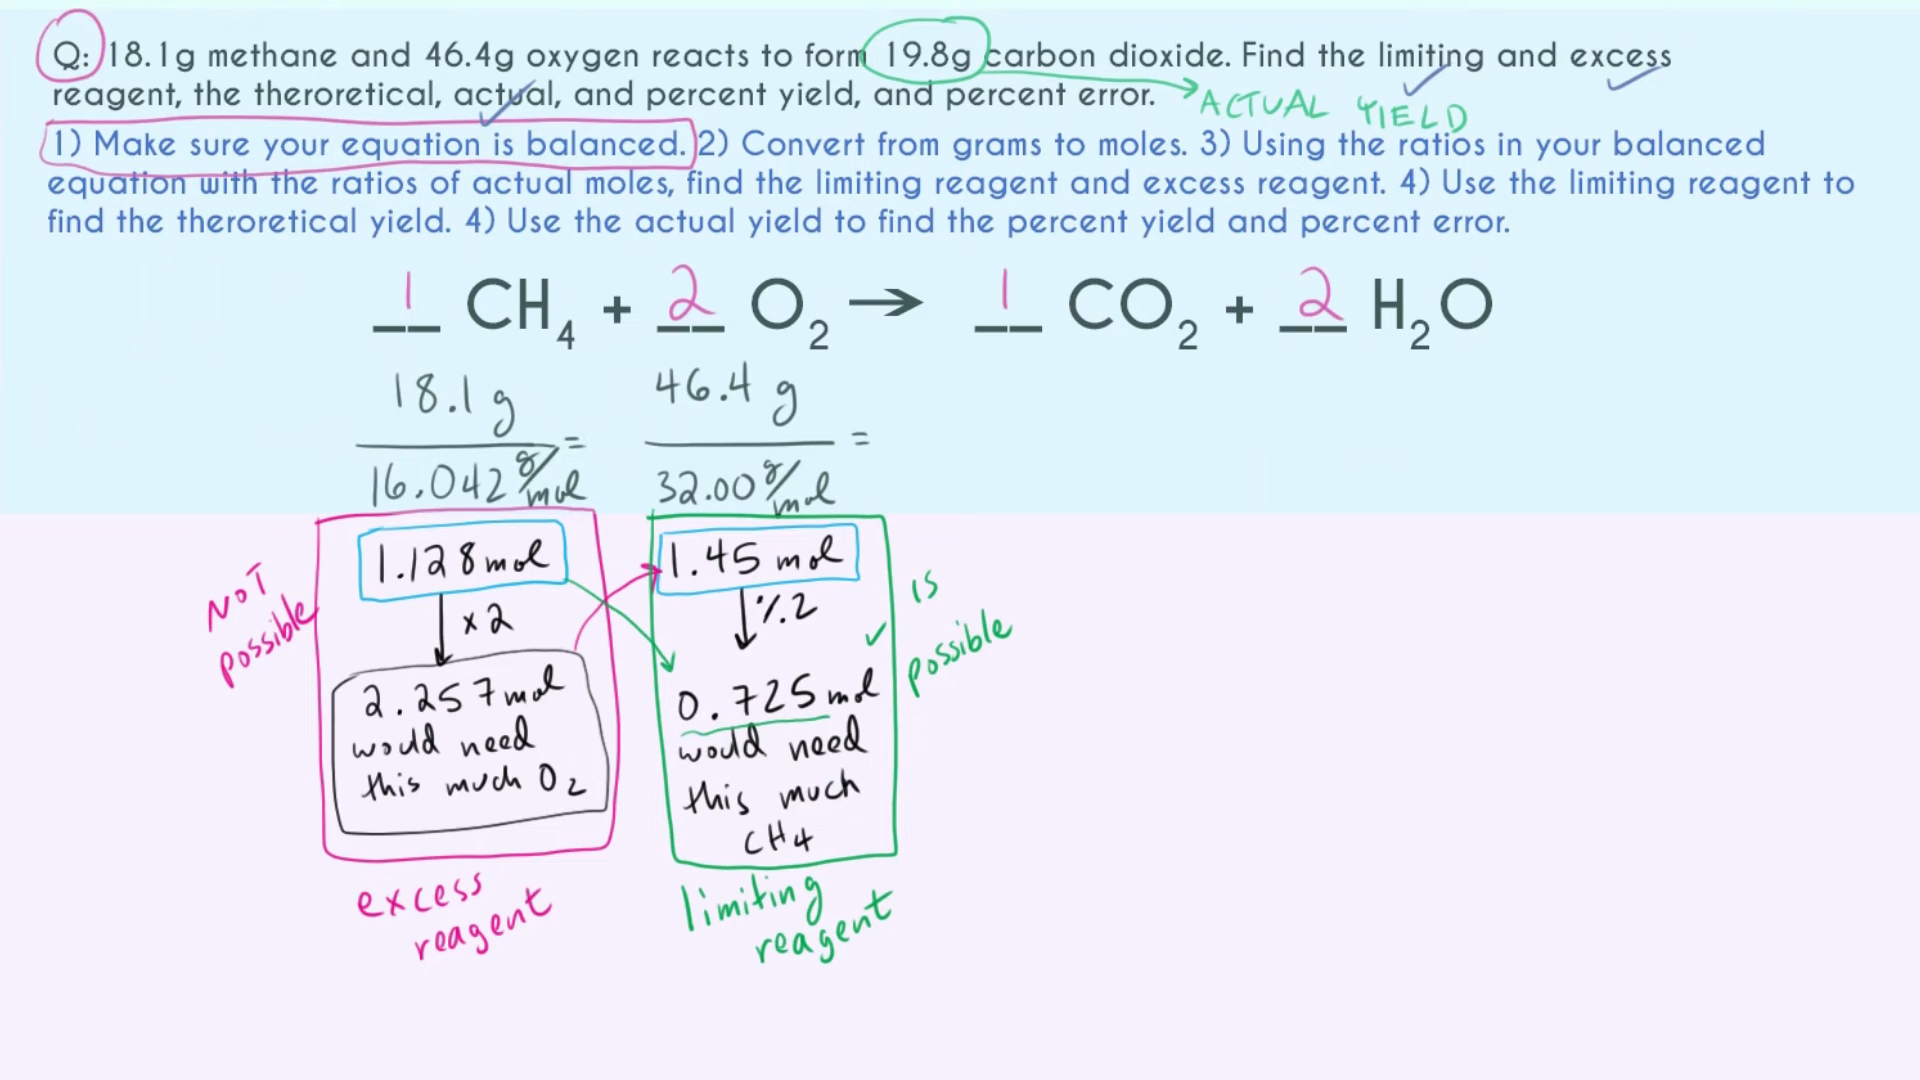 Q: 18.1g methane and 46.4g oxygen reacts to form 19.8g carbon dioxide. Find the limiting and excess
reagent, the theroretical, actual, and percent yield, and percent error.
ACTUAL YIELD
1) Make sure your equation is balanced. 2) Convert from grams to moles. 3) Using the ratios in your balanced
equation with the ratios of actual moles, find the limiting reagent and excess reagent. 4) Use the limiting reagent to
find the theroretical yield. 4) Use the actual yield to find the percent yield and percent error.
1 CH₄ + 2 O₂ → 1 CO₂ + 2 H₂O
18.1 g
16.042 g/mol =
46.4 g
32.00 g/mol =
NOT
possible
1.128 mol
x2
2.257 mol
would need
this much O₂
excess
reagent
1.45 mol
% 2
0.725 mol
would need
this much
CH4
limiting
reagent
is
possible